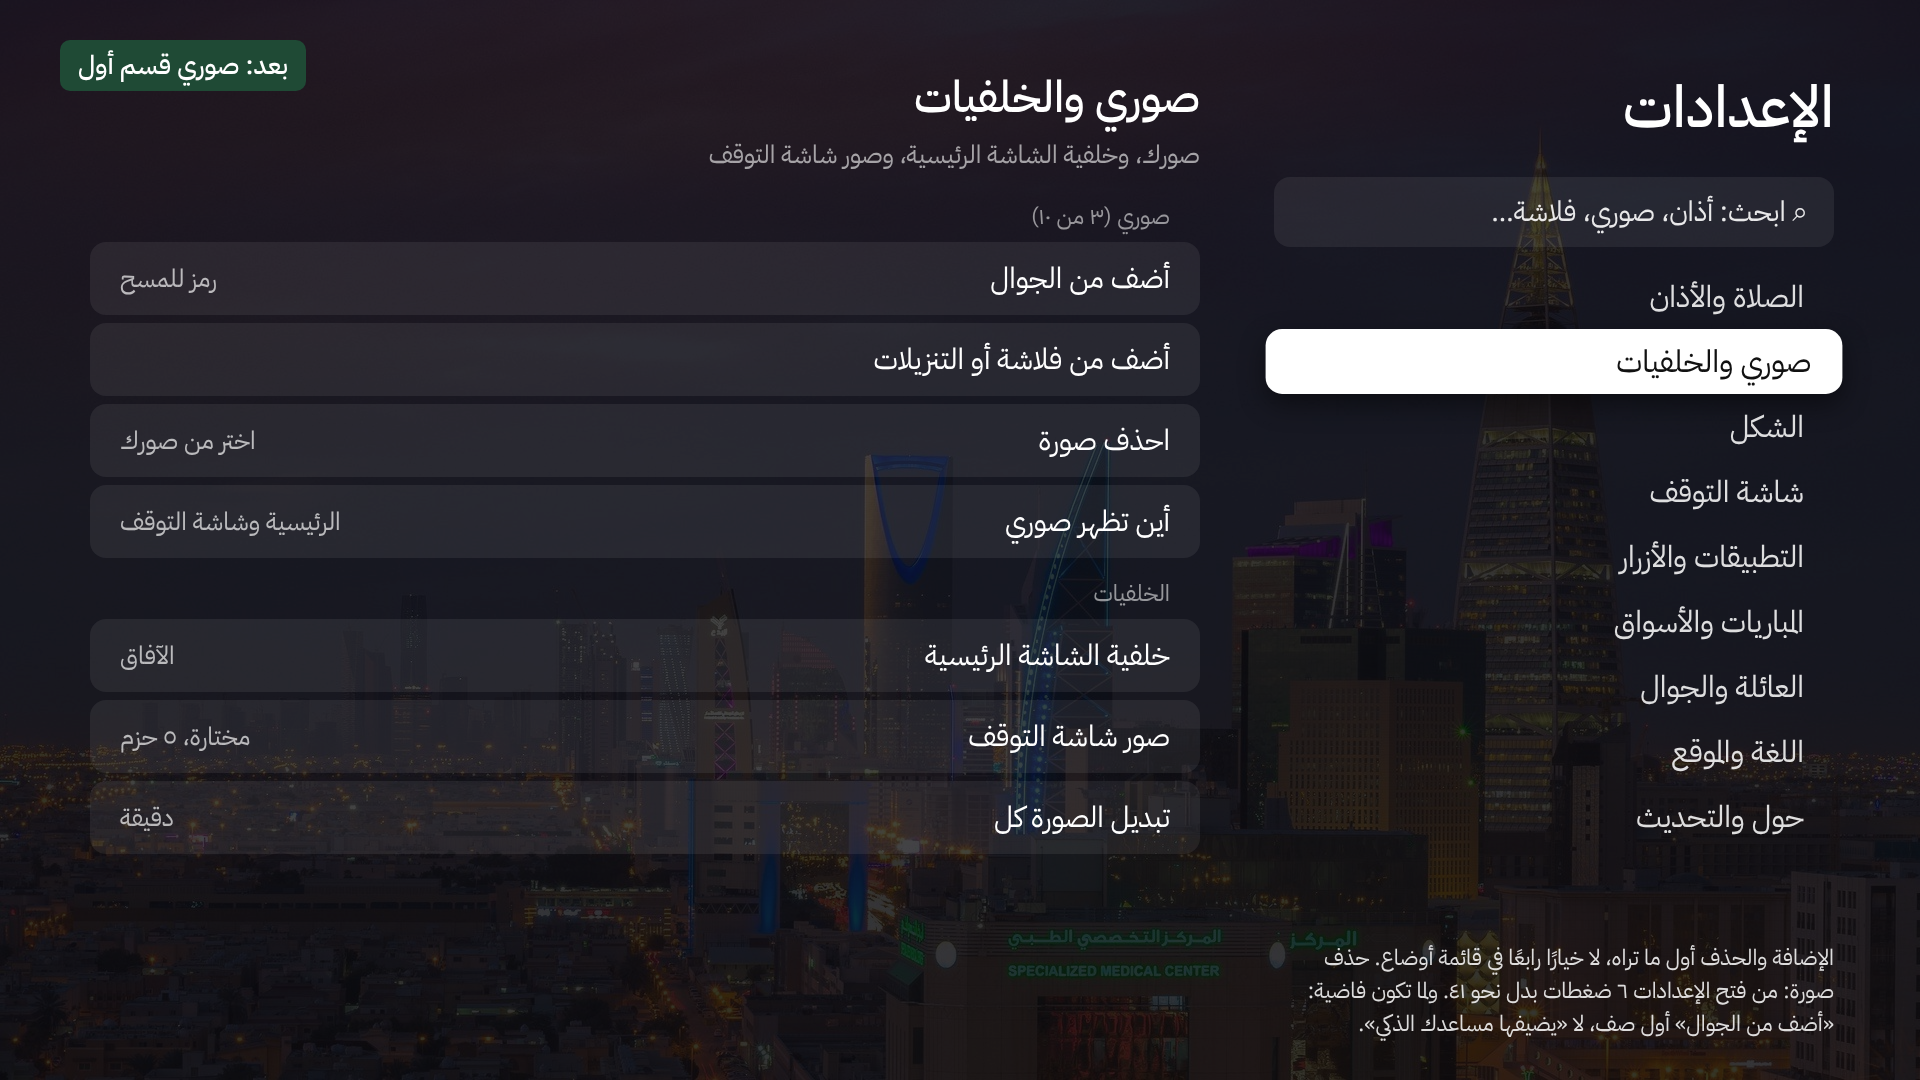 بعد: صوري قسم أول
الإعدادات
⌕ ابحث: أذان، صوري، فلاشة...
الصلاة والأذان
صوري والخلفيات
الشكل
شاشة التوقف
التطبيقات والأزرار
المباريات والأسواق
العائلة والجوال
اللغة والموقع
حول والتحديث
الإضافة والحذف أول ما تراه، لا خيارًا رابعًا في قائمة أوضاع. حذف
صورة: من فتح الإعدادات ٦ ضغطات بدل نحو ٤١. ولما تكون فاضية:
«أضف من الجوال» أول صف، لا «يضيفها مساعدك الذكي».
صوري والخلفيات
صورك، وخلفية الشاشة الرئيسية، وصور شاشة التوقف
صوري (٣ من ١٠)
أضف من الجوال رمز للمسح
أضف من فلاشة أو التنزيلات
احذف صورة اختر من صورك
أين تظهر صوري الرئيسية وشاشة التوقف
الخلفيات
خلفية الشاشة الرئيسية الآفاق
صور شاشة التوقف مختارة، ٥ حزم
تبديل الصورة كل دقيقة
المركز التخصصي الطبي
SPECIALIZED MEDICAL CENTER
المركز